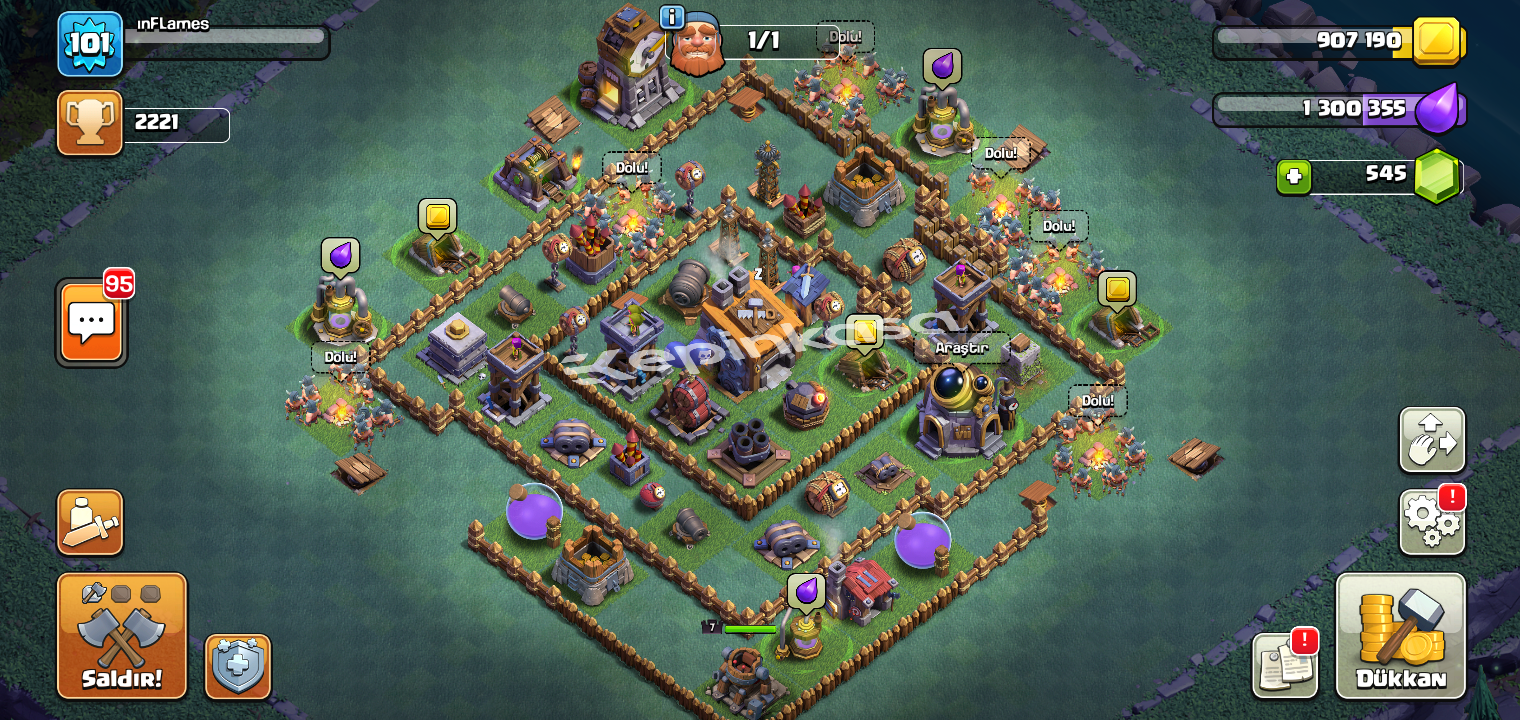 101
ınFLames
1/1
Dolu!
907 190
2221
1 300 355
545
Dolu!
Dolu!
Dolu!
95
z
Kepinkasa
Araştır
Dolu!
Dolu!
7
Saldır!
!
!
Dükkan